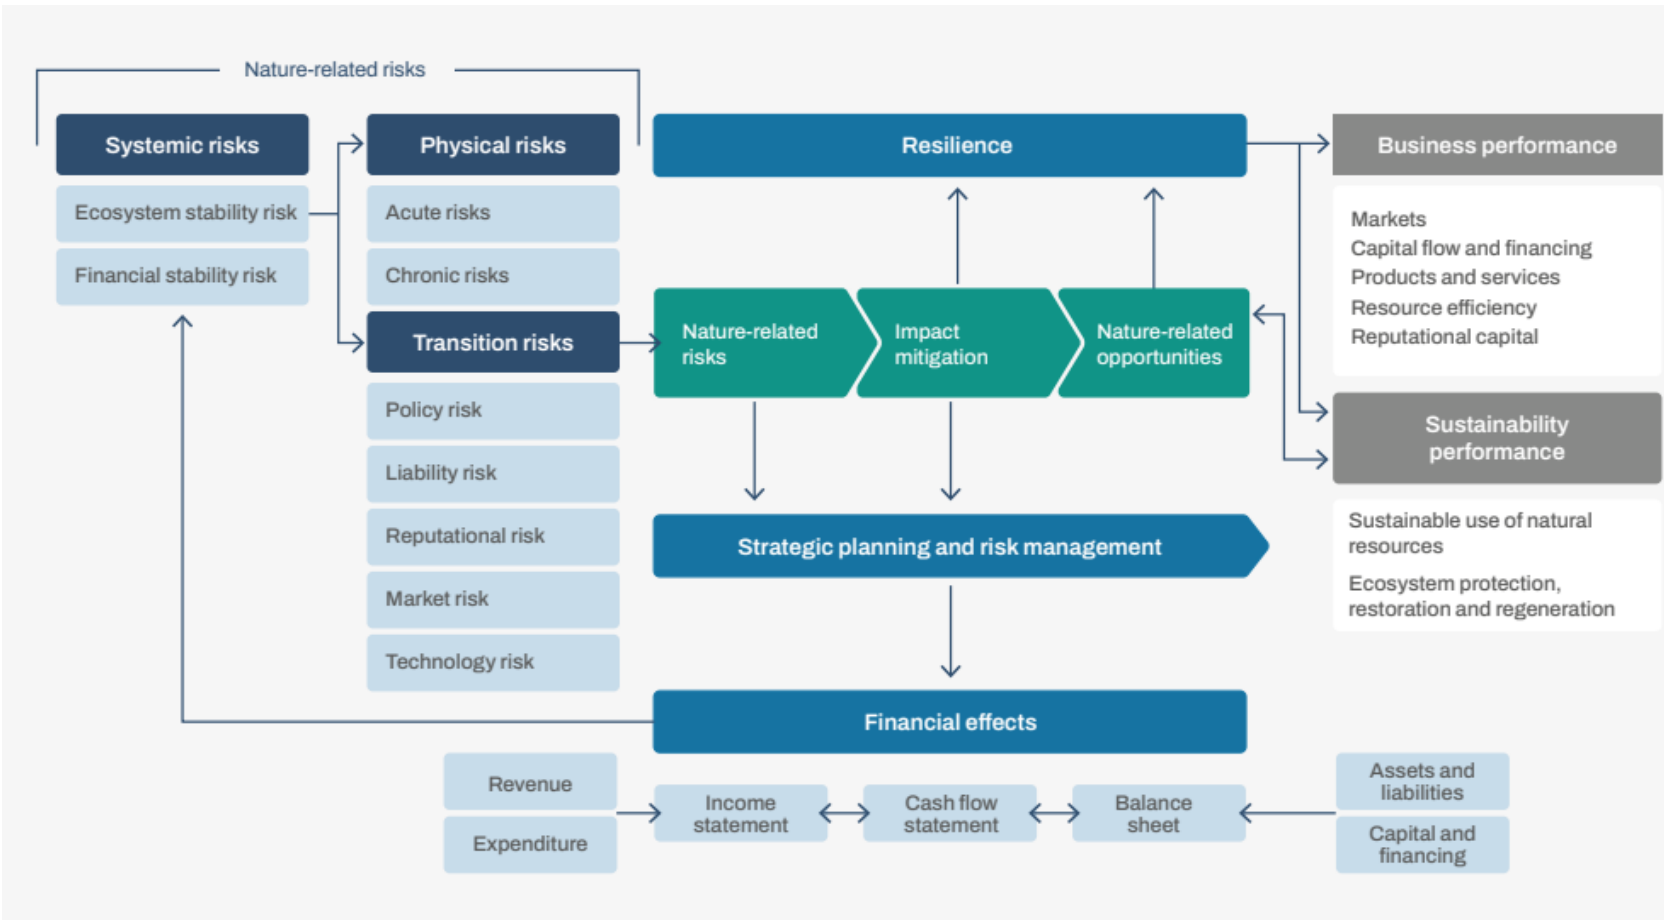 Nature-related risks
Systemic risks
Ecosystem stability risk
Financial stability risk
Physical risks
Acute risks
Chronic risks
Transition risks
Policy risk
Liability risk
Reputational risk
Market risk
Technology risk
Resilience
Nature-related
risks
Impact
mitigation
Nature-related
opportunities
Strategic planning and risk management
Financial effects
Business performance
Markets
Capital flow and financing
Products and services
Resource efficiency
Reputational capital
Sustainability
performance
Sustainable use of natural
resources
Ecosystem protection,
restoration and regeneration
Revenue
Expenditure
Income
statement
Cash flow
statement
Balance
sheet
Assets and
liabilities
Capital and
financing